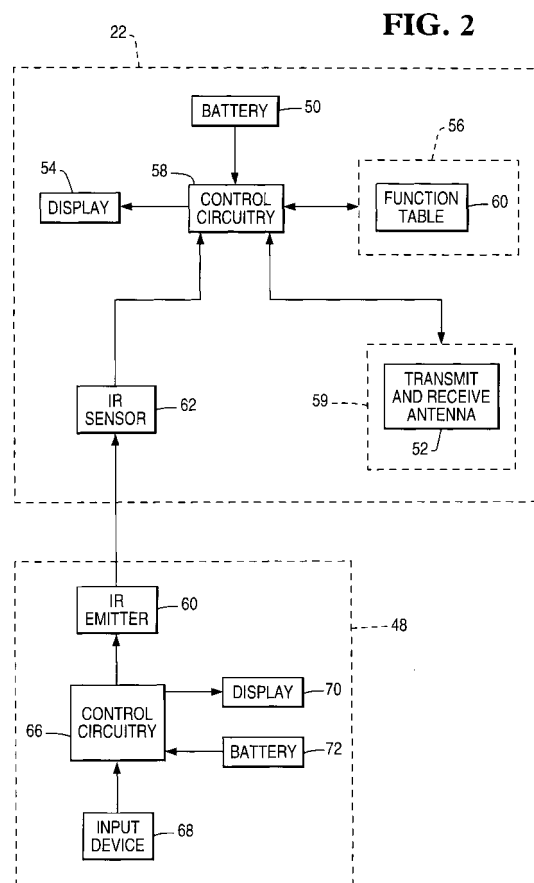 FIG. 2
22
BATTERY
50
56
54
58
DISPLAY
CONTROL
CIRCUITRY
FUNCTION
TABLE
60
IR
SENSOR
62
59
TRANSMIT
AND RECEIVE
ANTENNA
52
IR
EMITTER
60
48
66
CONTROL
CIRCUITRY
DISPLAY
70
BATTERY
72
INPUT
DEVICE
68